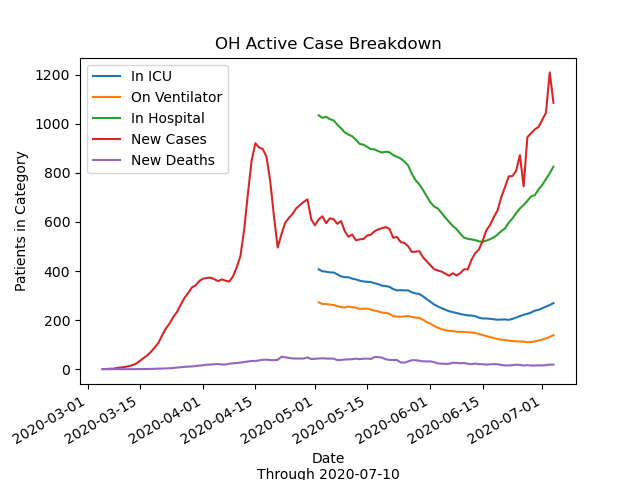 OH Active Case Breakdown
In ICU
On Ventilator
In Hospital
New Cases
New Deaths
Patients in Category
1200
1000
800
600
400
200
0
2020-03-01
2020-03-15
2020-04-01
2020-04-15
2020-05-01
2020-05-15
2020-06-01
2020-06-15
2020-07-01
Date
Through 2020-07-10